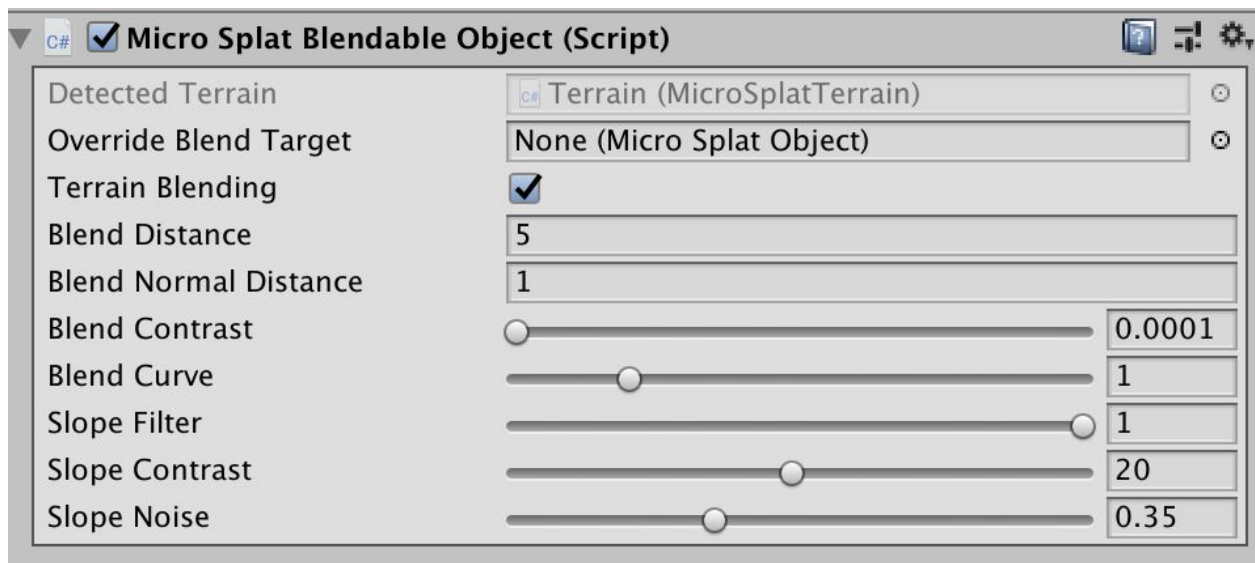 C# Micro Splat Blendable Object (Script) ?
Detected Terrain C# Terrain (MicroSplatTerrain)
Override Blend Target None (Micro Splat Object)
Terrain Blending
Blend Distance 5
Blend Normal Distance 1
Blend Contrast 0.0001
Blend Curve 1
Slope Filter 1
Slope Contrast 20
Slope Noise 0.35